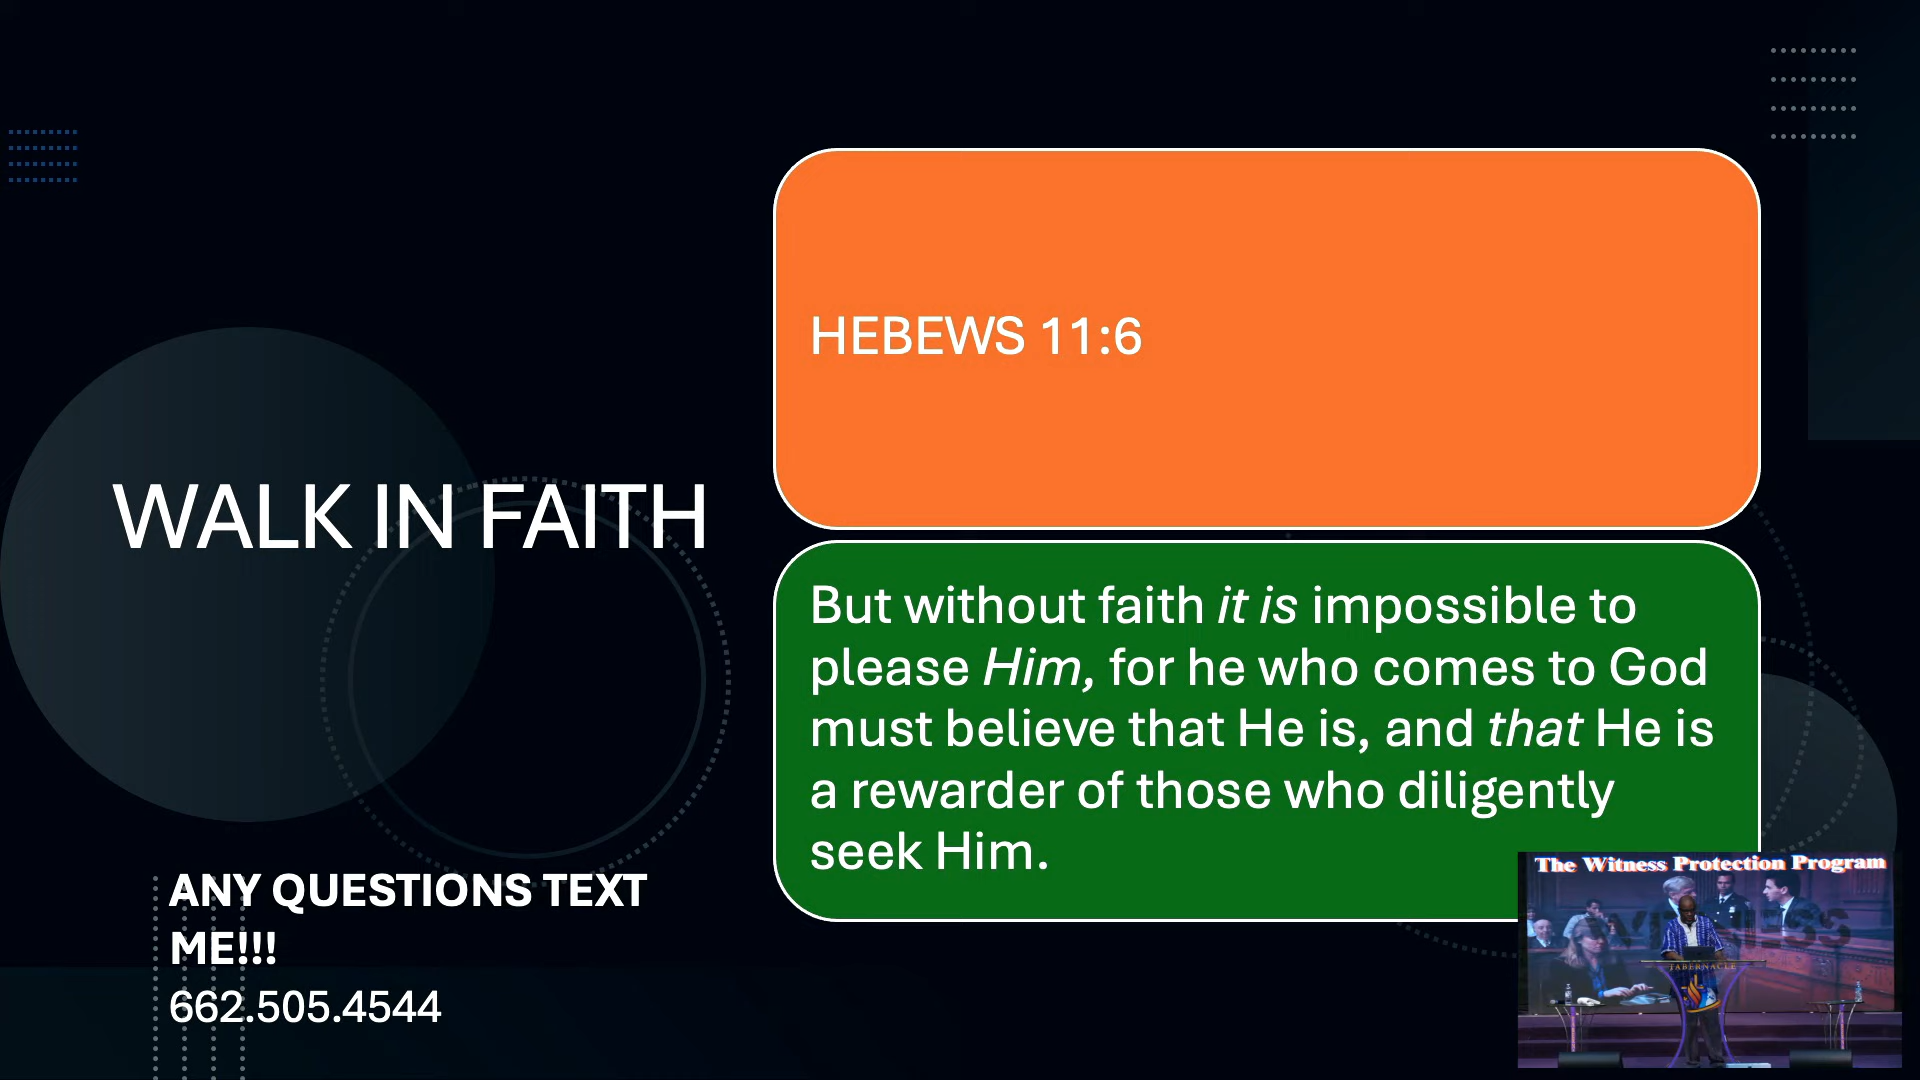 WALK IN FAITH
HEBEWS 11:6
But without faith it is impossible to
please Him, for he who comes to God
must believe that He is, and that He is
a rewarder of those who diligently
seek Him.
ANY QUESTIONS TEXT
ME!!!
662.505.4544
The Witness Protection Program
TABERNACLE